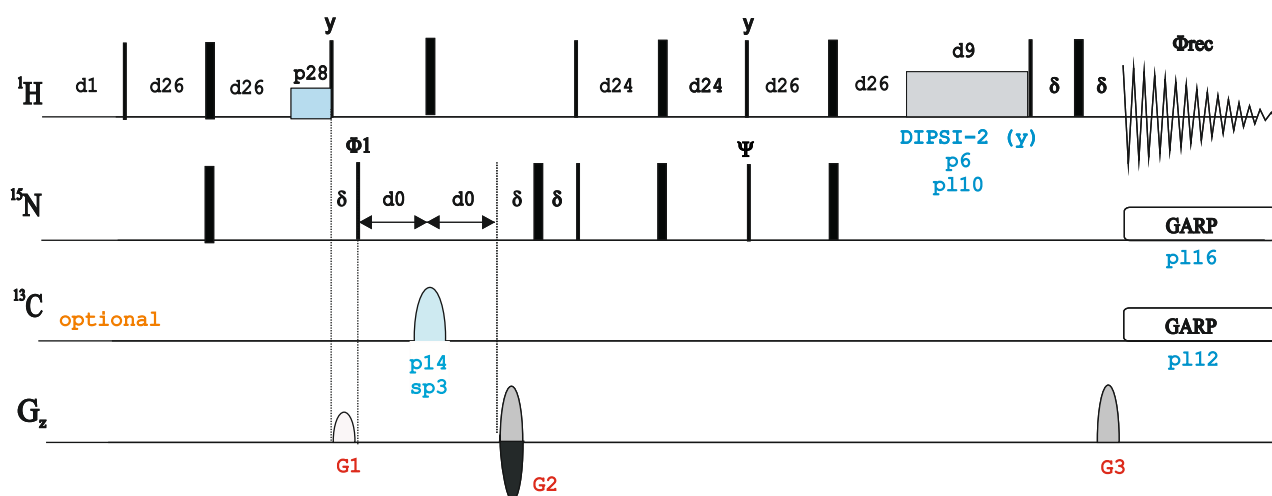 y y d9 Φrec
¹H d1 d26 d26 p28 d24 d24 d26 d26 δ δ
DIPSI-2 (y)
p6
pl10
Φ1 Ψ
¹⁵N δ d0 d0 δ δ GARP
pl16
¹³C optional GARP
p14 pl12
sp3
Gz
G1 G2 G3